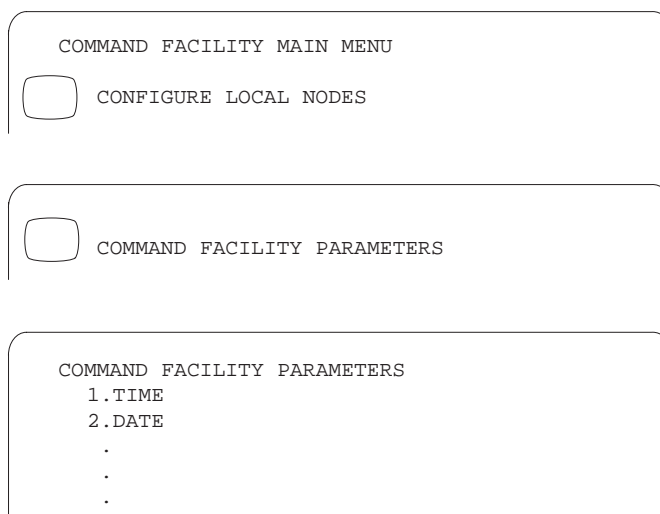 COMMAND FACILITY MAIN MENU
CONFIGURE LOCAL NODES
COMMAND FACILITY PARAMETERS
COMMAND FACILITY PARAMETERS
1.TIME
2.DATE
.
.
.